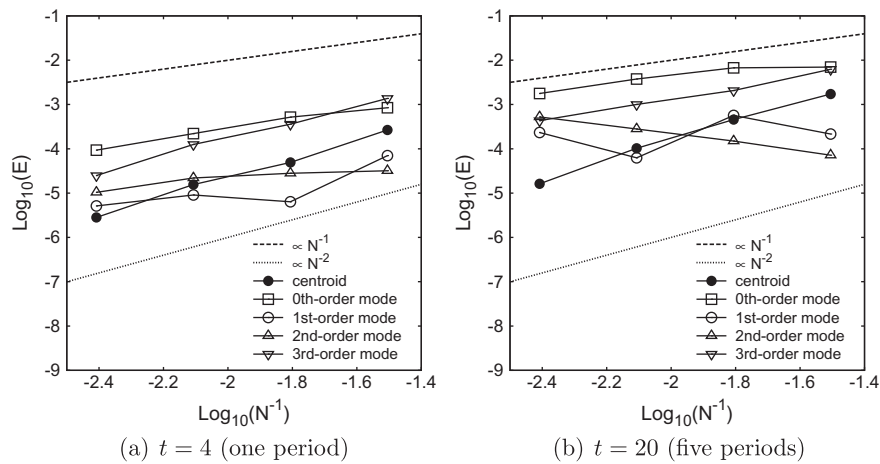 -1
-2
-3
-4
-5
-6
-7
-8
-9
Log10(E)
∝ N-1
∝ N-2
centroid
0th-order mode
1st-order mode
2nd-order mode
3rd-order mode
-2.4 -2.2 -2 -1.8 -1.6 -1.4
Log10(N-1)
(a) t = 4 (one period)
-1
-2
-3
-4
-5
-6
-7
-8
-9
Log10(E)
∝ N-1
∝ N-2
centroid
0th-order mode
1st-order mode
2nd-order mode
3rd-order mode
-2.4 -2.2 -2 -1.8 -1.6 -1.4
Log10(N-1)
(b) t = 20 (five periods)